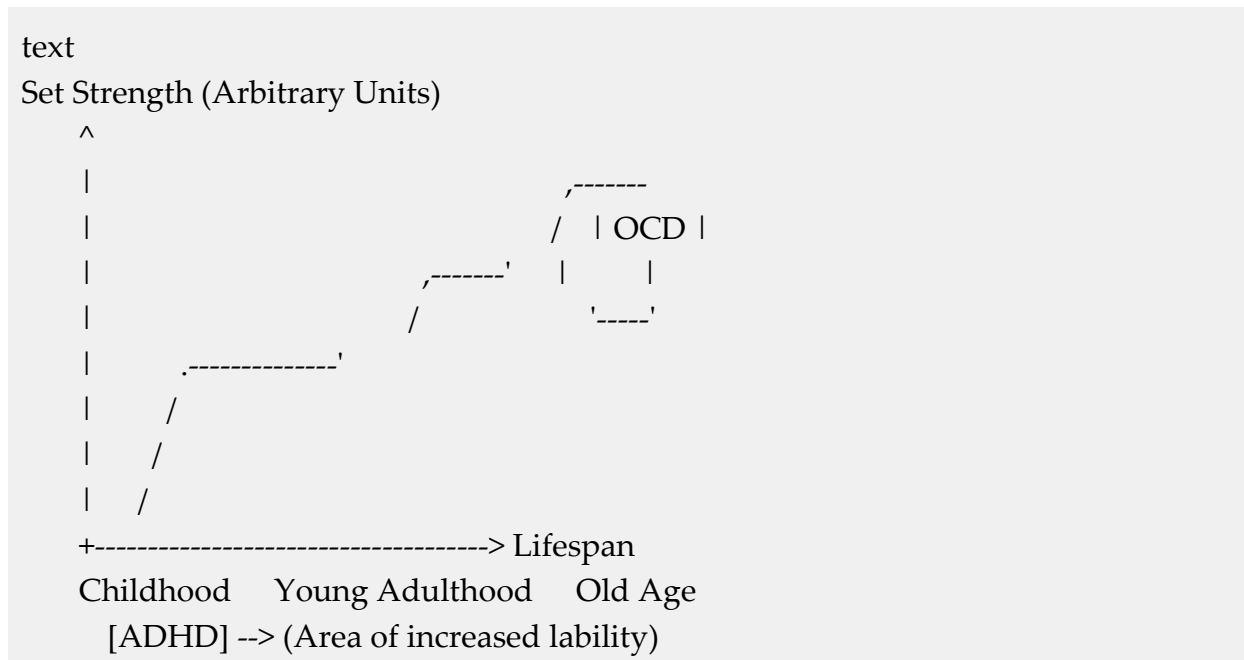 text
Set Strength (Arbitrary Units)
^
| ,-------
| / | OCD |
| ,-------' | |
| / '-----'
| .--------------'
| /
| /
| /
+-------------------------------------> Lifespan
Childhood Young Adulthood Old Age
[ADHD] --> (Area of increased lability)